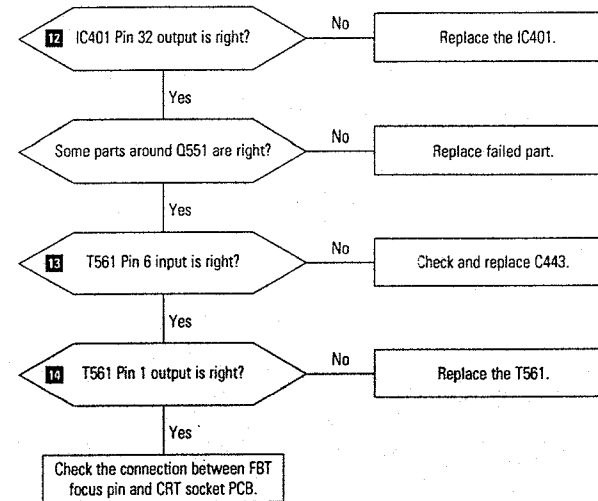 12 IC401 Pin 32 output is right?
No
Replace the IC401.
Yes
Some parts around Q551 are right?
No
Replace failed part.
Yes
13 T561 Pin 6 input is right?
No
Check and replace C443.
Yes
14 T561 Pin 1 output is right?
No
Replace the T561.
Yes
Check the connection between FBT
focus pin and CRT socket PCB.